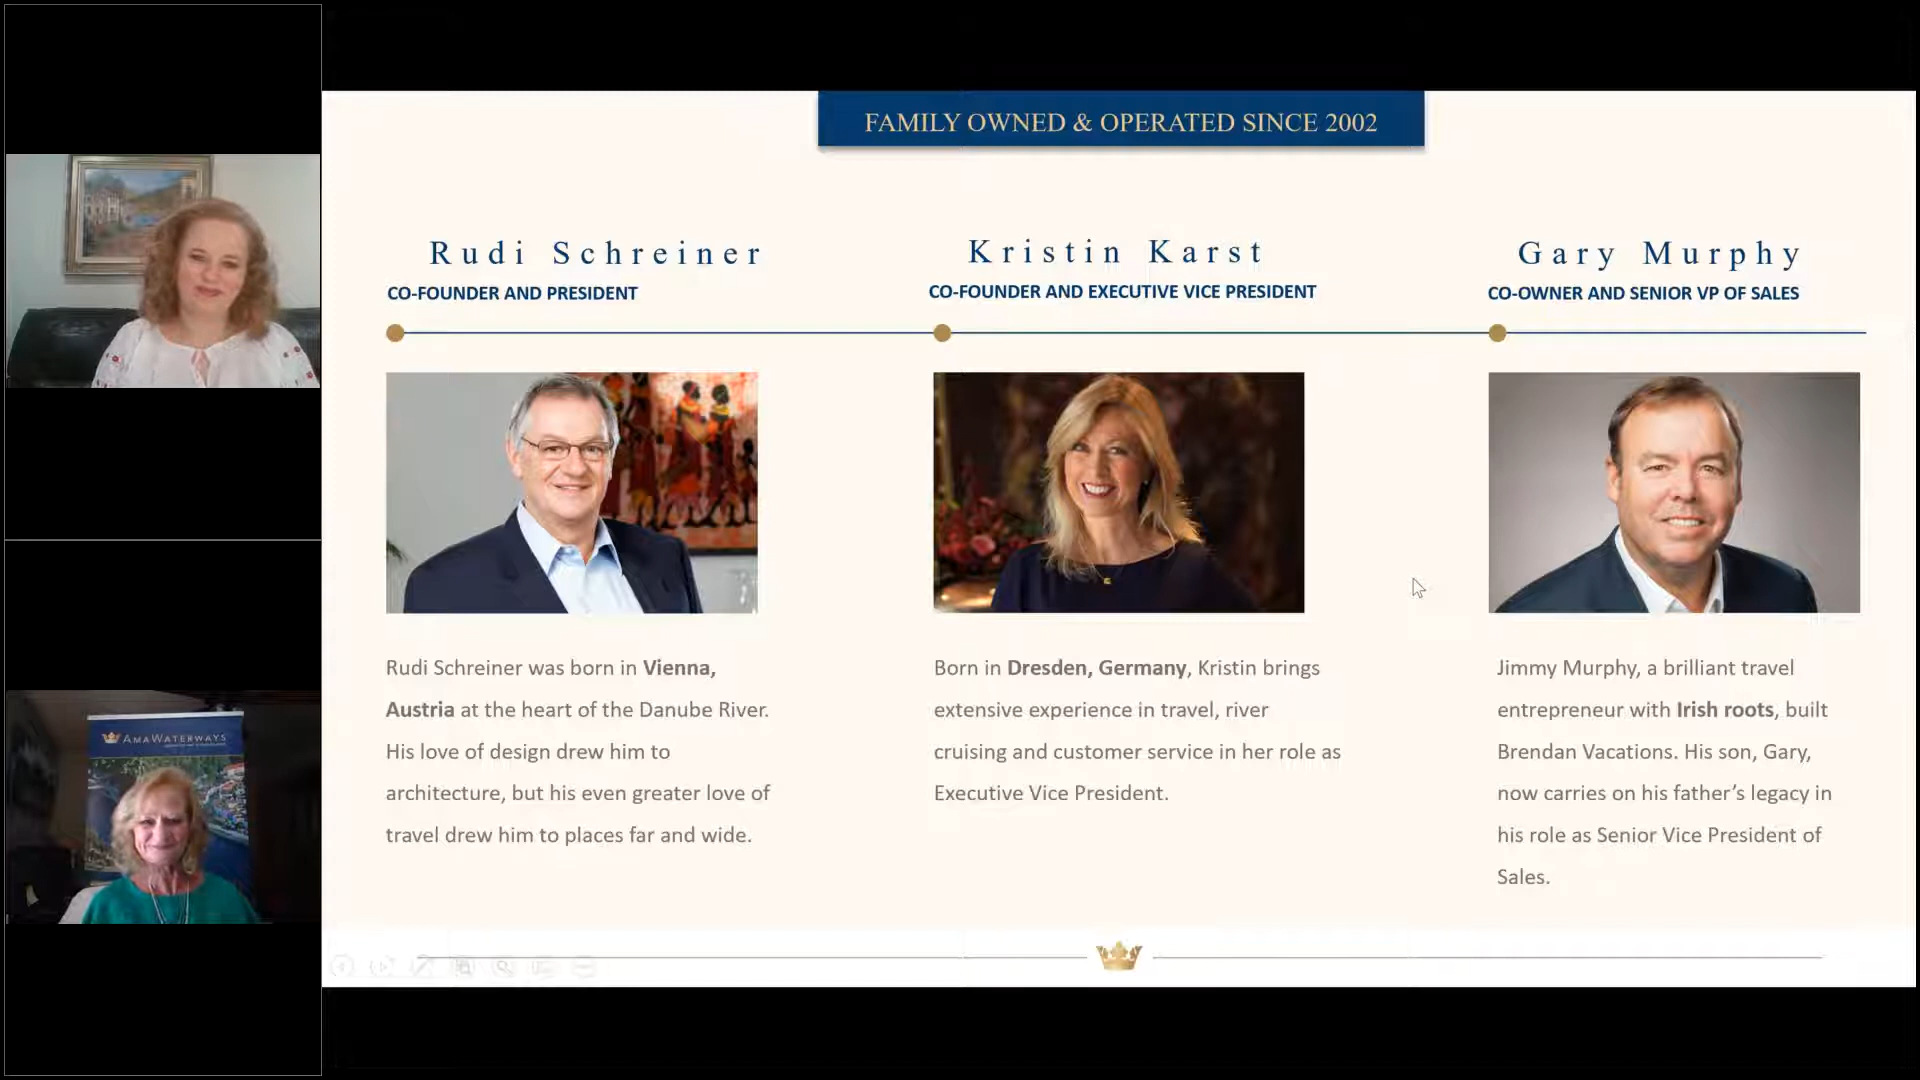 FAMILY OWNED & OPERATED SINCE 2002
Rudi Schreiner
CO-FOUNDER AND PRESIDENT
Rudi Schreiner was born in Vienna,
Austria at the heart of the Danube River.
His love of design drew him to
architecture, but his even greater love of
travel drew him to places far and wide.
Kristin Karst
CO-FOUNDER AND EXECUTIVE VICE PRESIDENT
Born in Dresden, Germany, Kristin brings
extensive experience in travel, river
cruising and customer service in her role as
Executive Vice President.
Gary Murphy
CO-OWNER AND SENIOR VP OF SALES
Jimmy Murphy, a brilliant travel
entrepreneur with Irish roots, built
Brendan Vacations. His son, Gary,
now carries on his father’s legacy in
his role as Senior Vice President of
Sales.
AMAWATERWAYS